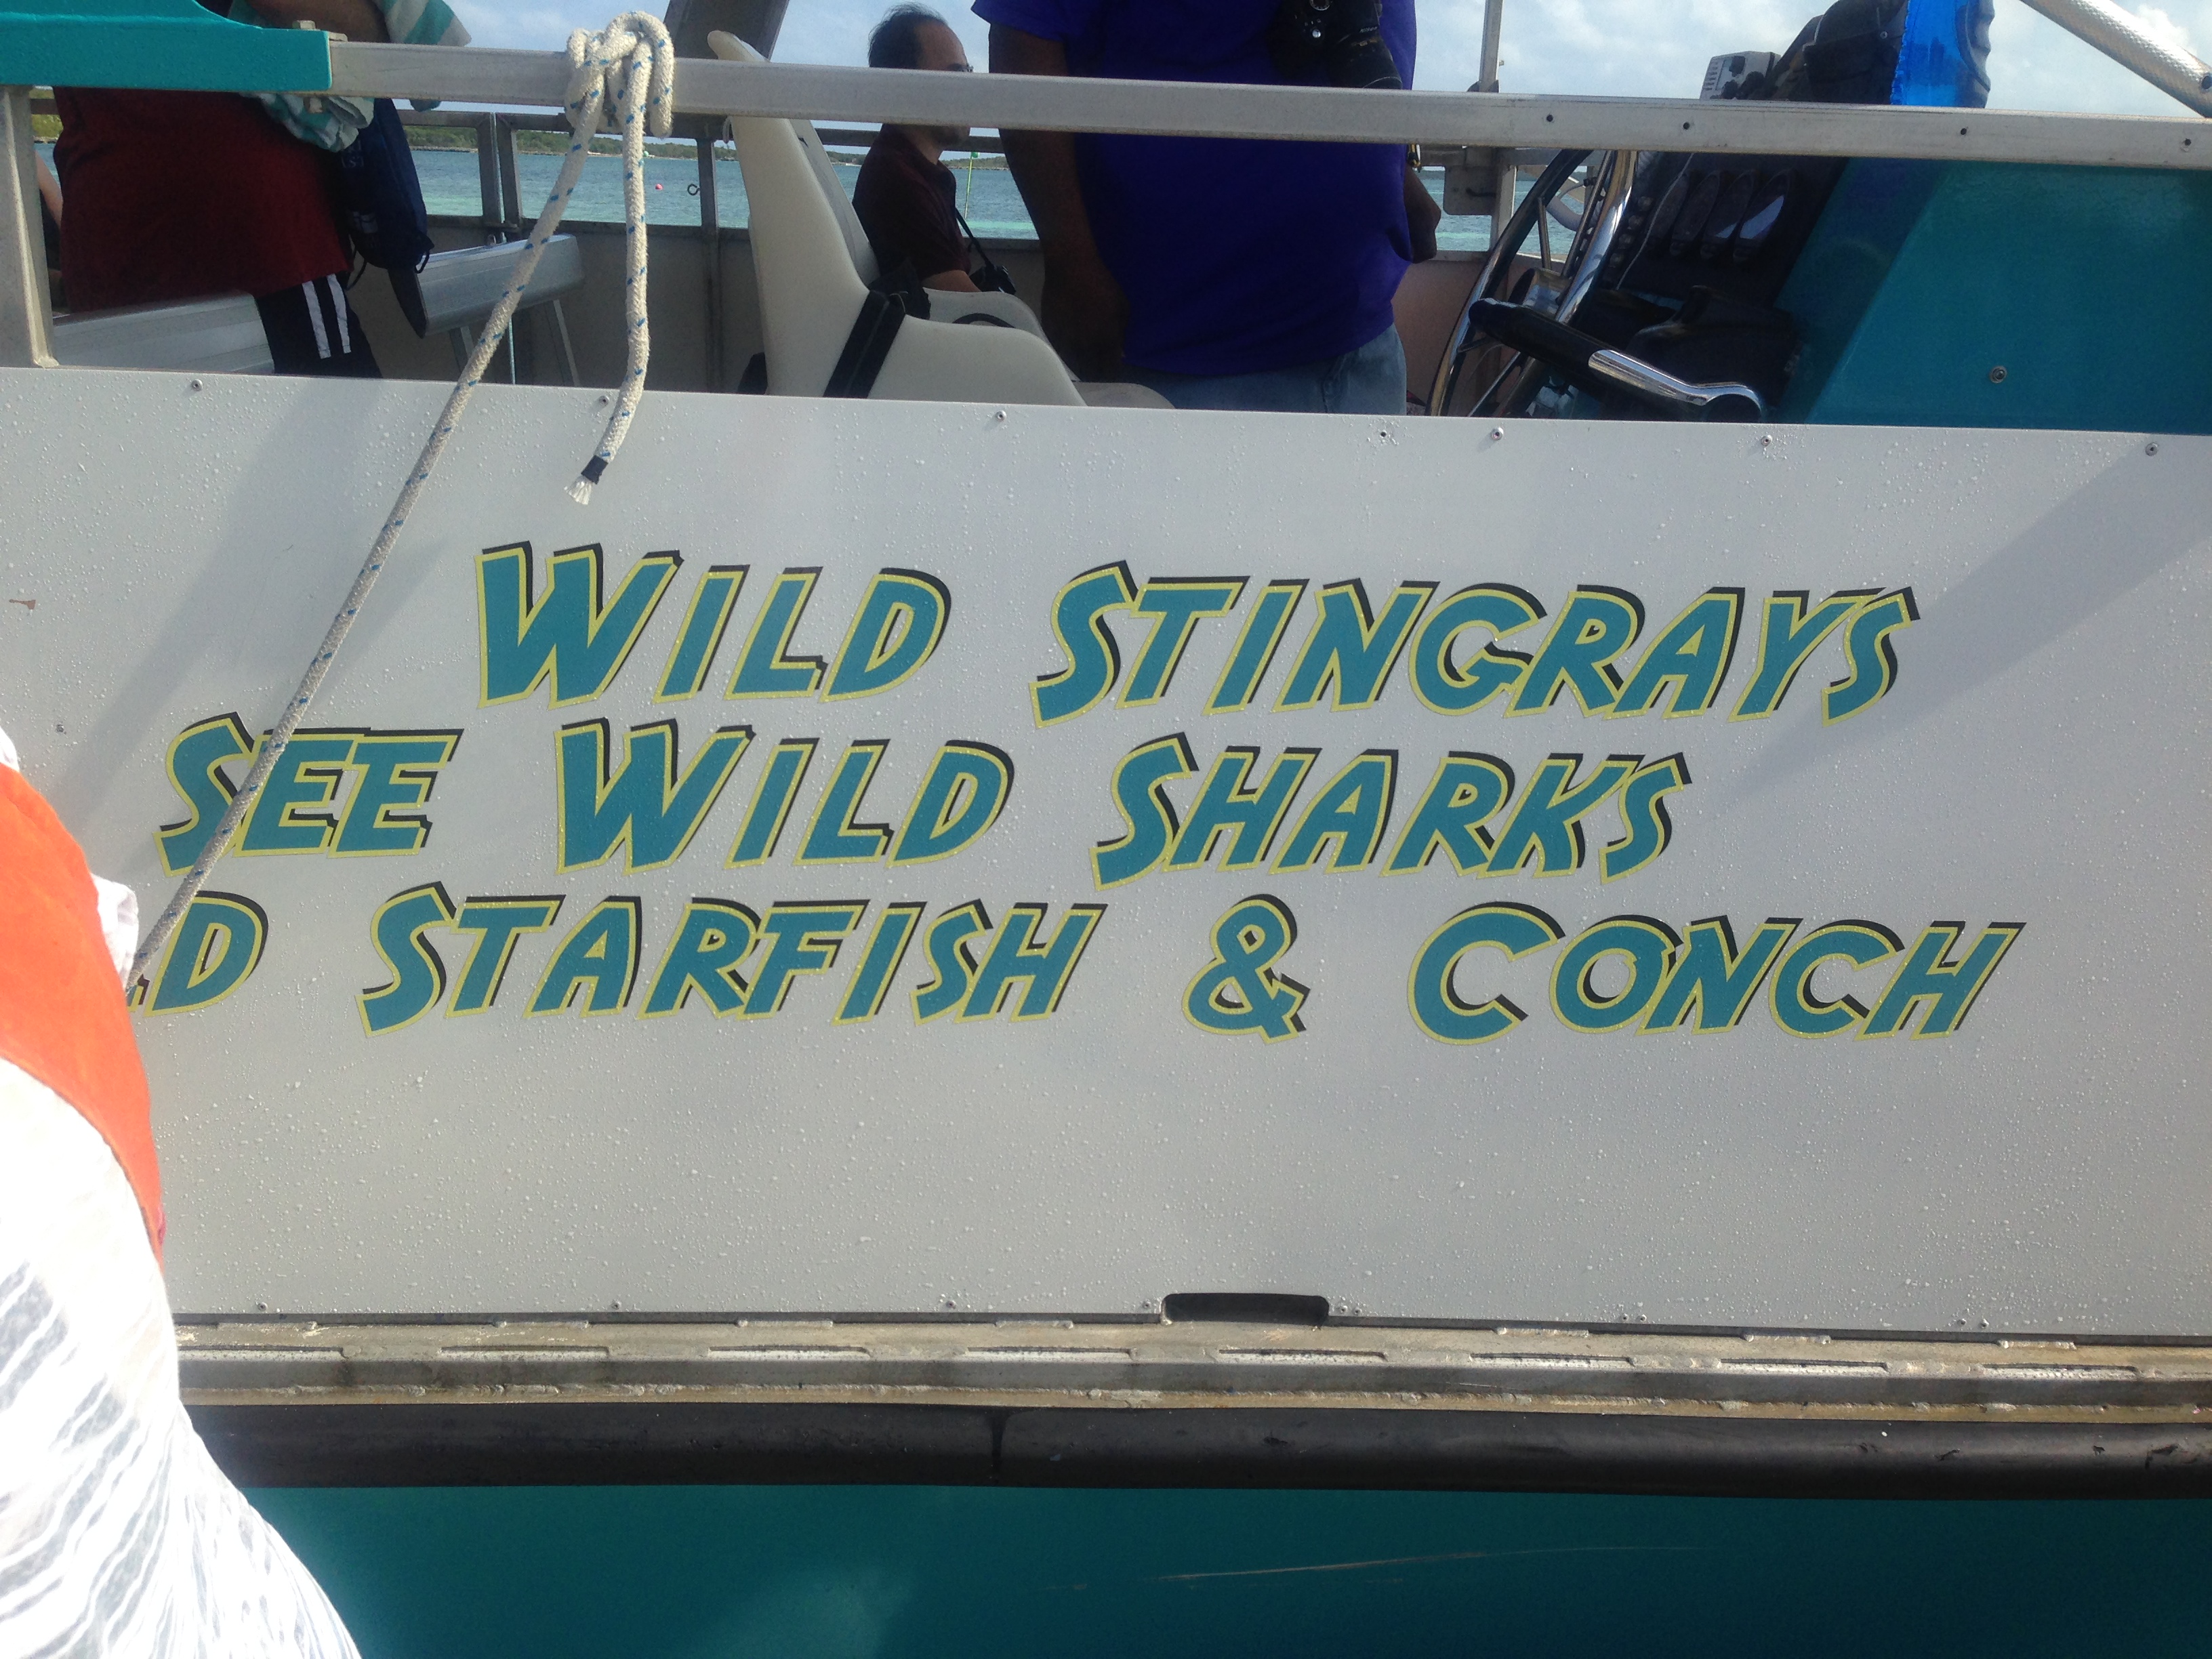 WILD STINGRAYS
SEE WILD SHARKS
STARFISH & CONCH